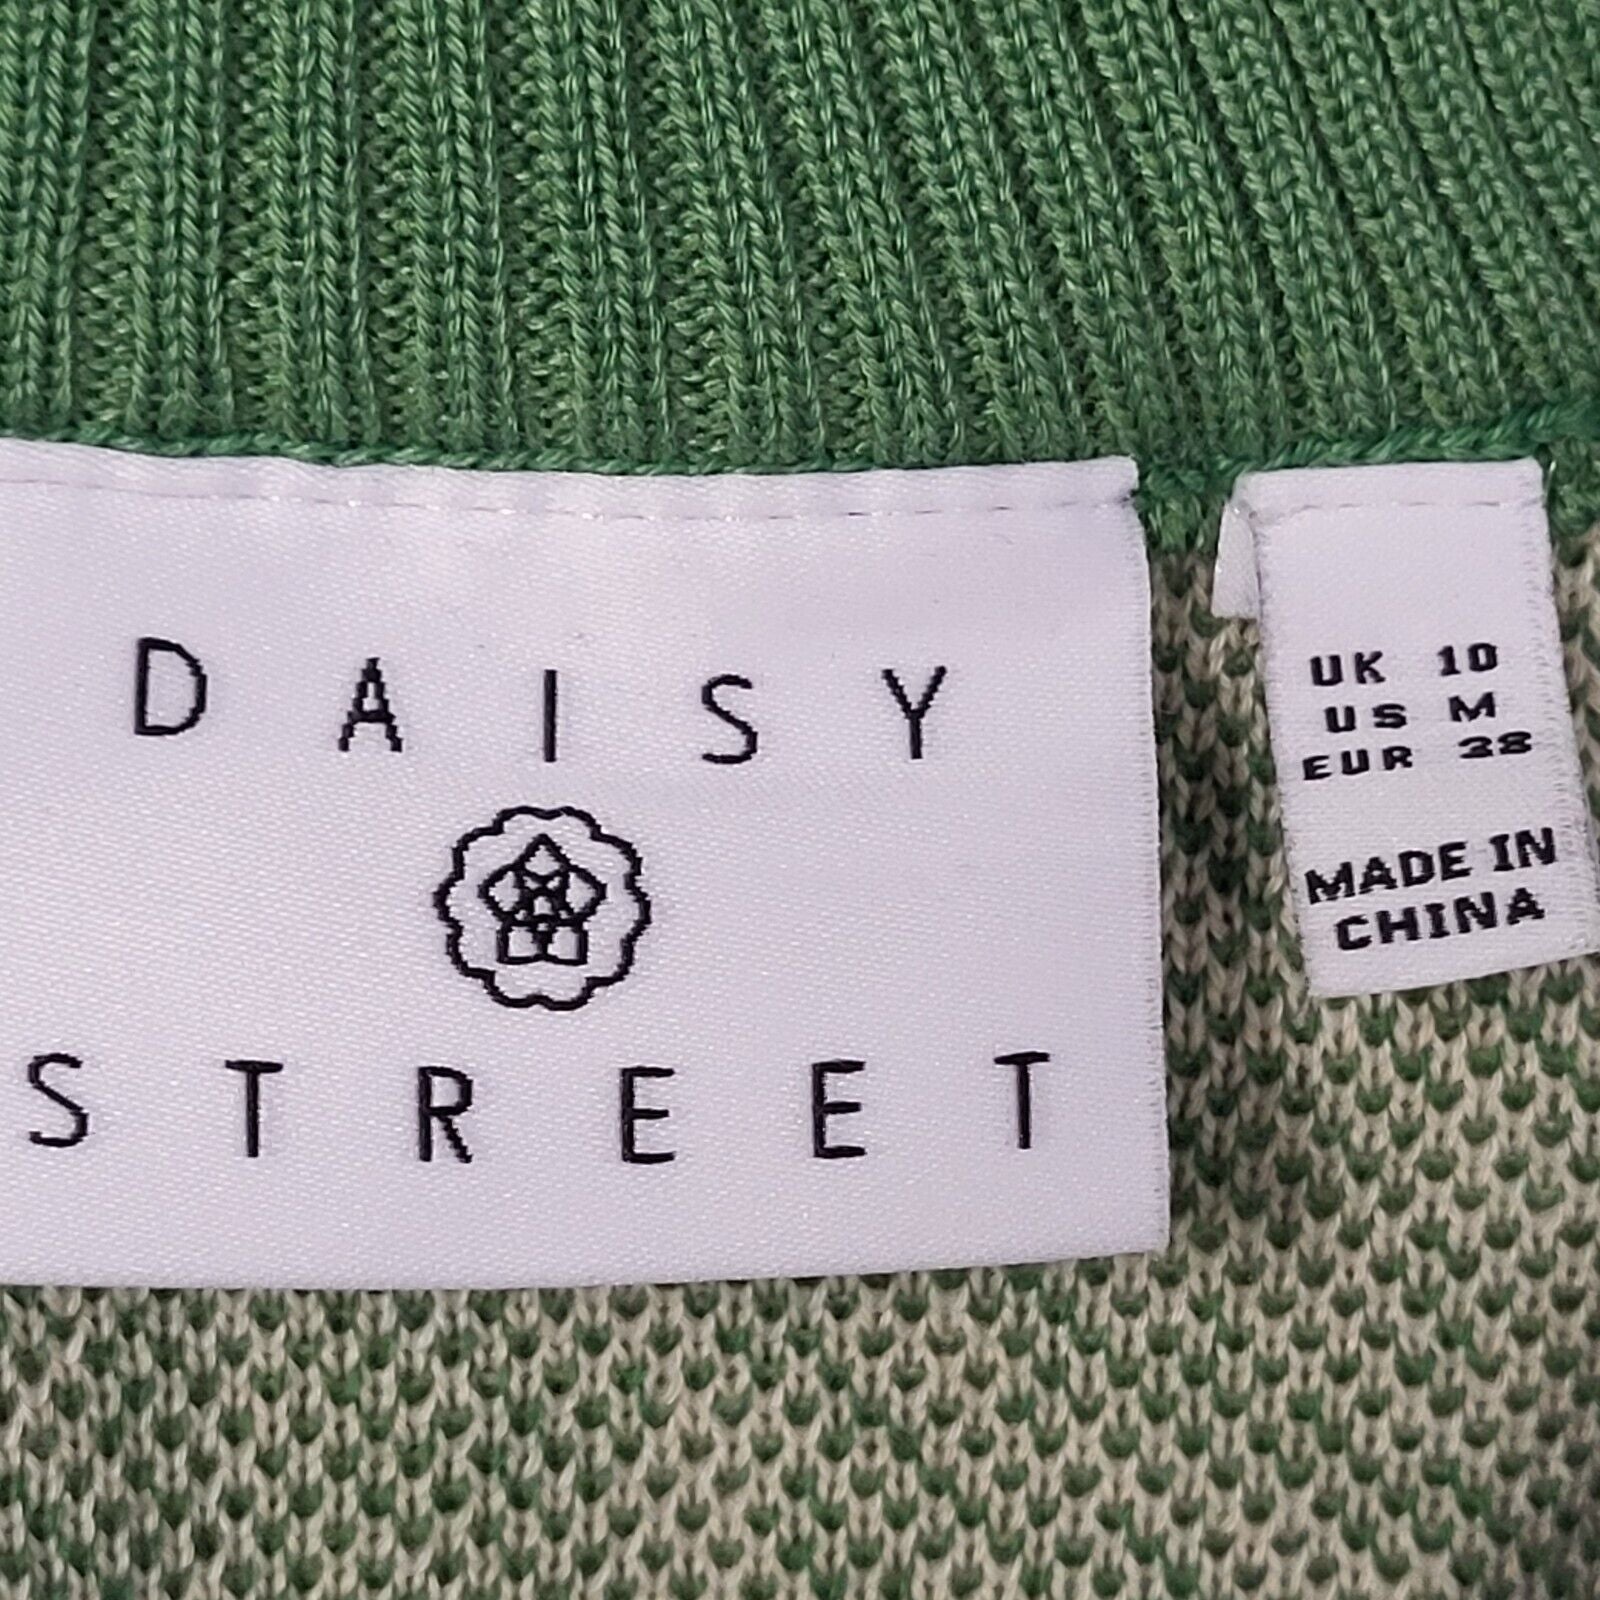 DAISY
STREET
UK 10
US M
EUR 38
MADE IN
CHINA